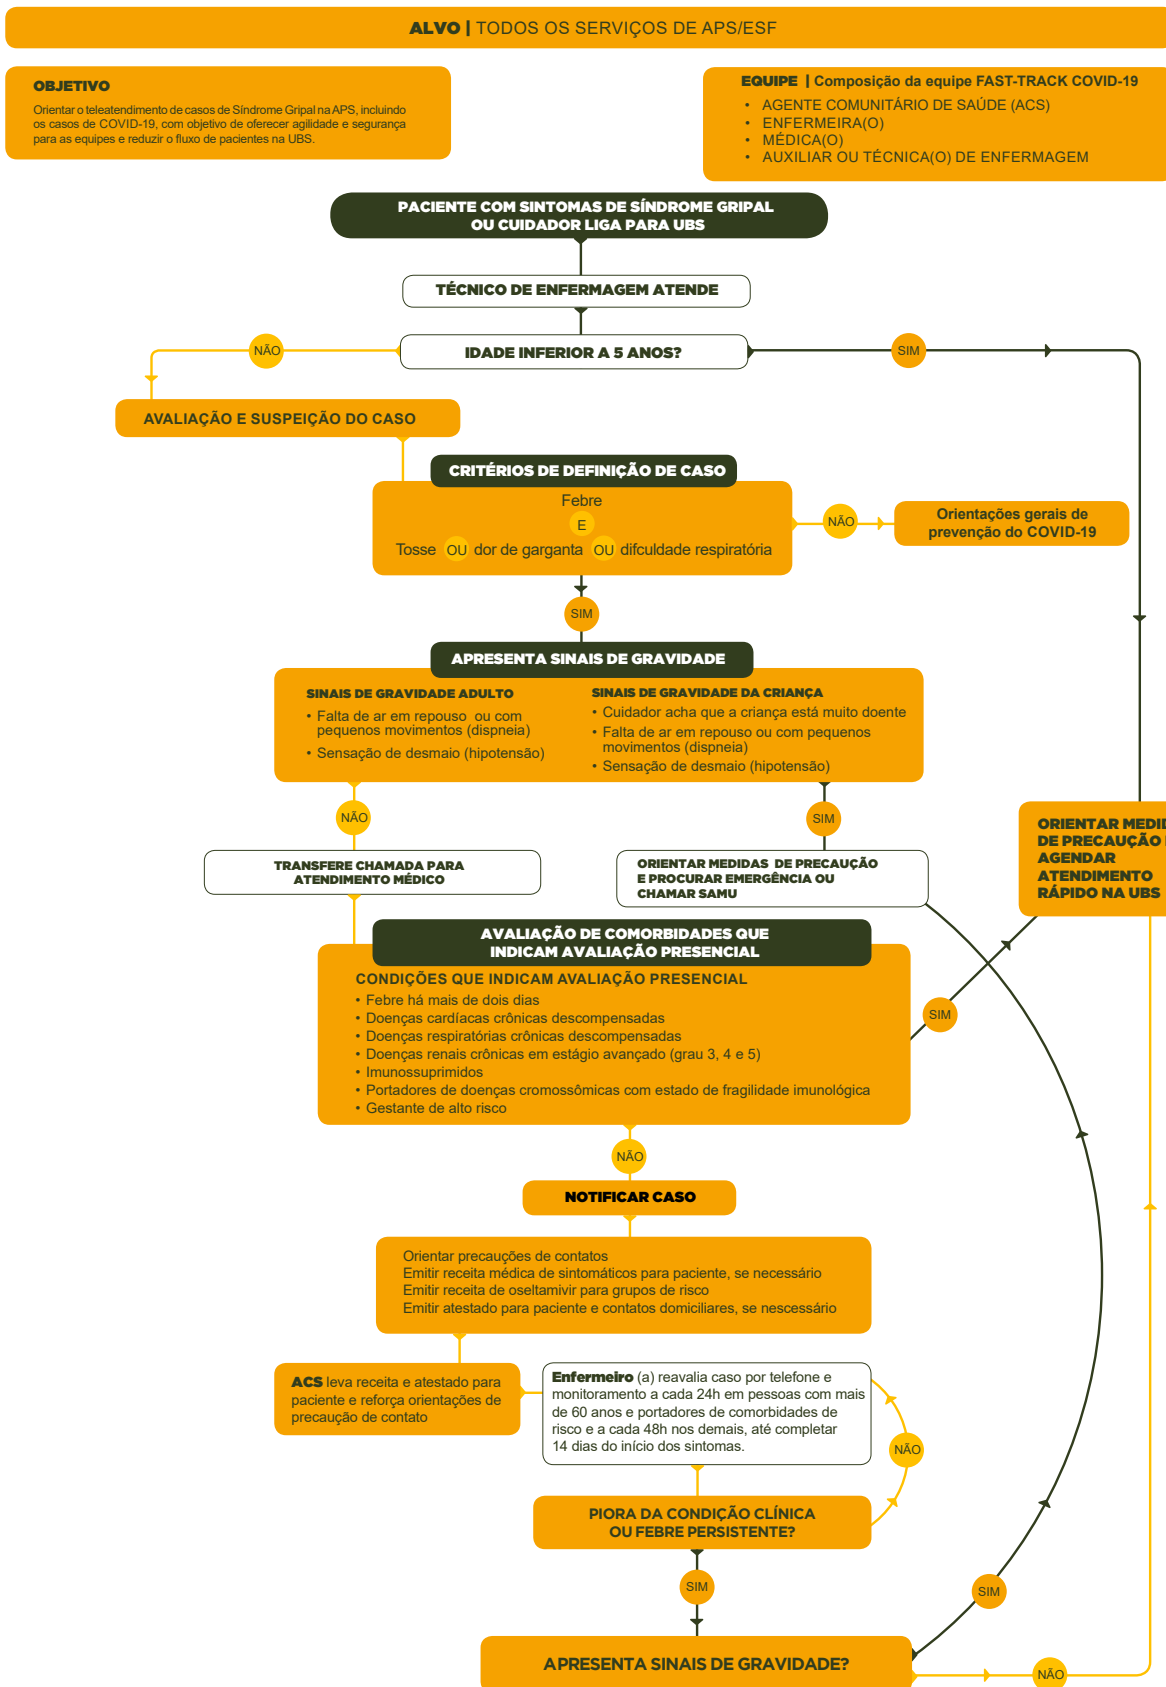 ALVO | TODOS OS SERVIÇOS DE APS/ESF
OBJETIVO
Orientar o teleatendimento de casos de Síndrome Gripal na APS, incluindo
os casos de COVID-19, com objetivo de oferecer agilidade e segurança
para as equipes e reduzir o fluxo de pacientes na UBS.
EQUIPE | Composição da equipe FAST-TRACK COVID-19
• AGENTE COMUNITÁRIO DE SAÚDE (ACS)
• ENFERMEIRA(O)
• MÉDICA(O)
• AUXILIAR OU TÉCNICA(O) DE ENFERMAGEM
PACIENTE COM SINTOMAS DE SÍNDROME GRIPAL
OU CUIDADOR LIGA PARA UBS
TÉCNICO DE ENFERMAGEM ATENDE
IDADE INFERIOR A 5 ANOS?
NÃO
SIM
AVALIAÇÃO E SUSPEIÇÃO DO CASO
CRITÉRIOS DE DEFINIÇÃO DE CASO
Febre
E
Tosse OU dor de garganta OU difculdade respiratória
NÃO
Orientações gerais de
prevenção do COVID-19
SIM
APRESENTA SINAIS DE GRAVIDADE
SINAIS DE GRAVIDADE ADULTO
• Falta de ar em repouso ou com
pequenos movimentos (dispneia)
• Sensação de desmaio (hipotensão)
SINAIS DE GRAVIDADE DA CRIANÇA
• Cuidador acha que a criança está muito doente
• Falta de ar em repouso ou com pequenos
movimentos (dispneia)
• Sensação de desmaio (hipotensão)
NÃO
SIM
TRANSFERE CHAMADA PARA
ATENDIMENTO MÉDICO
ORIENTAR MEDIDAS DE PRECAUÇÃO
E PROCURAR EMERGÊNCIA OU
CHAMAR SAMU
ORIENTAR MEDID
DE PRECAUÇÃO
AGENDAR
ATENDIMENTO
RÁPIDO NA UBS
AVALIAÇÃO DE COMORBIDADES QUE
INDICAM AVALIAÇÃO PRESENCIAL
CONDIÇÕES QUE INDICAM AVALIAÇÃO PRESENCIAL
• Febre há mais de dois dias
• Doenças cardíacas crônicas descompensadas
• Doenças respiratórias crônicas descompensadas
• Doenças renais crônicas em estágio avançado (grau 3, 4 e 5)
• Imunossuprimidos
• Portadores de doenças cromossômicas com estado de fragilidade imunológica
• Gestante de alto risco
SIM
NÃO
NOTIFICAR CASO
Orientar precauções de contatos
Emitir receita médica de sintomáticos para paciente, se necessário
Emitir receita de oseltamivir para grupos de risco
Emitir atestado para paciente e contatos domiciliares, se nescessário
ACS leva receita e atestado para
paciente e reforça orientações de
precaução de contato
Enfermeiro (a) reavalia caso por telefone e
monitoramento a cada 24h em pessoas com mais
de 60 anos e portadores de comorbidades de
risco e a cada 48h nos demais, até completar
14 dias do início dos sintomas.
NÃO
PIORA DA CONDIÇÃO CLÍNICA
OU FEBRE PERSISTENTE?
SIM
SIM
APRESENTA SINAIS DE GRAVIDADE?
NÃO